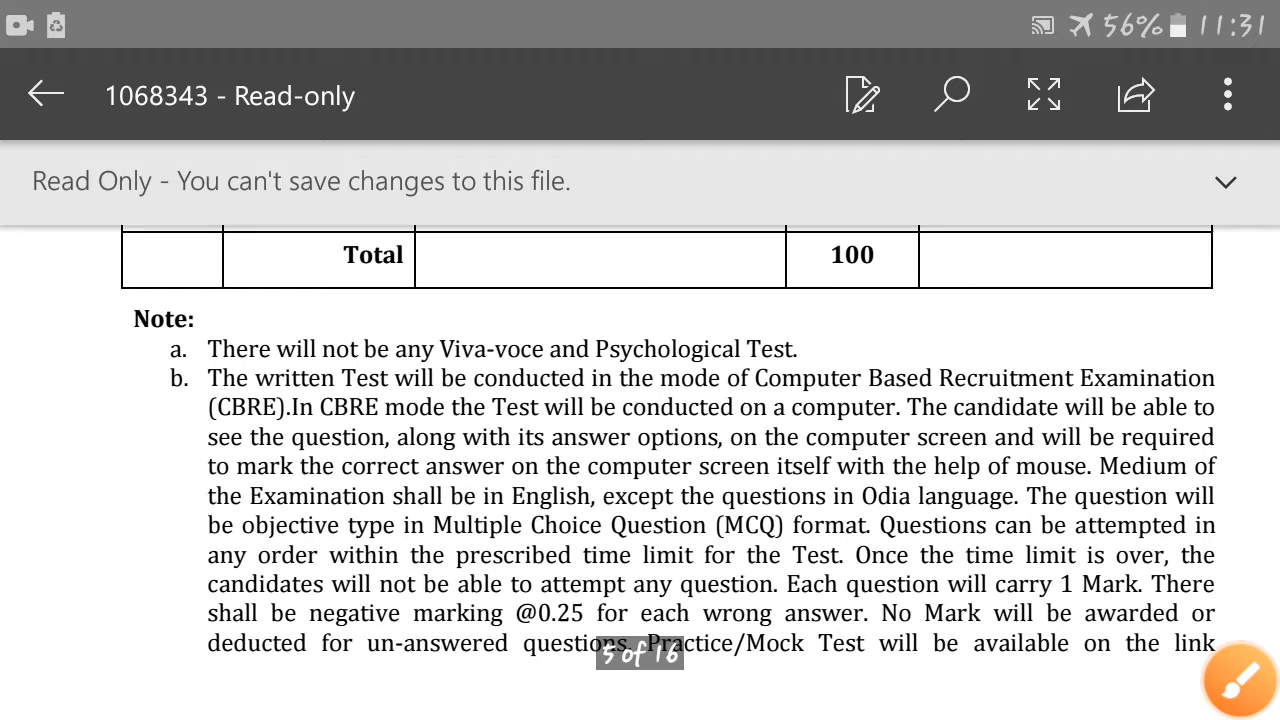 56% 11:31
1068343 - Read-only
Read Only - You can't save changes to this file.
Total 100
Note:
a. There will not be any Viva-voce and Psychological Test.
b. The written Test will be conducted in the mode of Computer Based Recruitment Examination
(CBRE).In CBRE mode the Test will be conducted on a computer. The candidate will be able to
see the question, along with its answer options, on the computer screen and will be required
to mark the correct answer on the computer screen itself with the help of mouse. Medium of
the Examination shall be in English, except the questions in Odia language. The question will
be objective type in Multiple Choice Question (MCQ) format. Questions can be attempted in
any order within the prescribed time limit for the Test. Once the time limit is over, the
candidates will not be able to attempt any question. Each question will carry 1 Mark. There
shall be negative marking @0.25 for each wrong answer. No Mark will be awarded or
deducted for un-answered questions. Practice/Mock Test will be available on the link
5 of 16